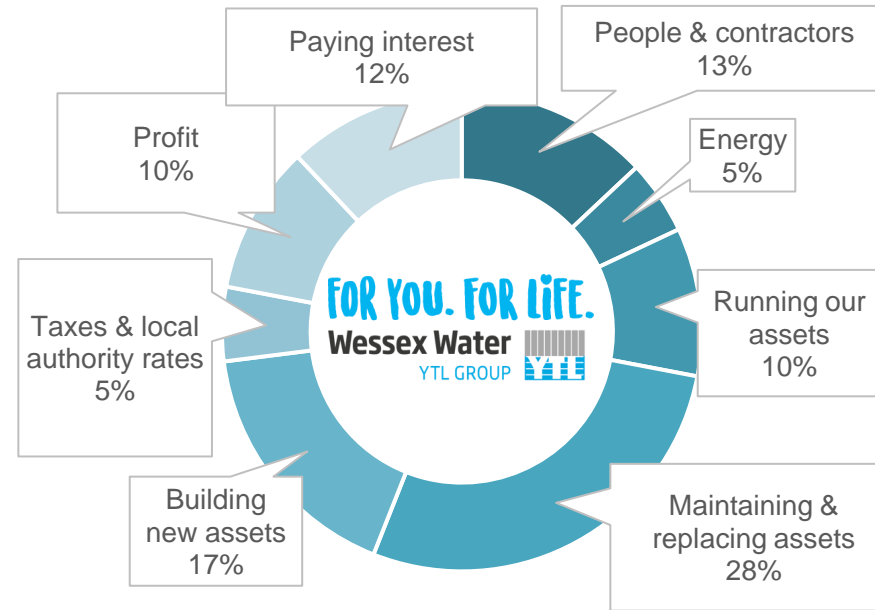 Paying interest
12%
People & contractors
13%
Profit
10%
Energy
5%
FOR YOU. FOR LiFE.
Wessex Water
YTL GROUP
YTL
Taxes & local
authority rates
5%
Running our
assets
10%
Building
new assets
17%
Maintaining &
replacing assets
28%